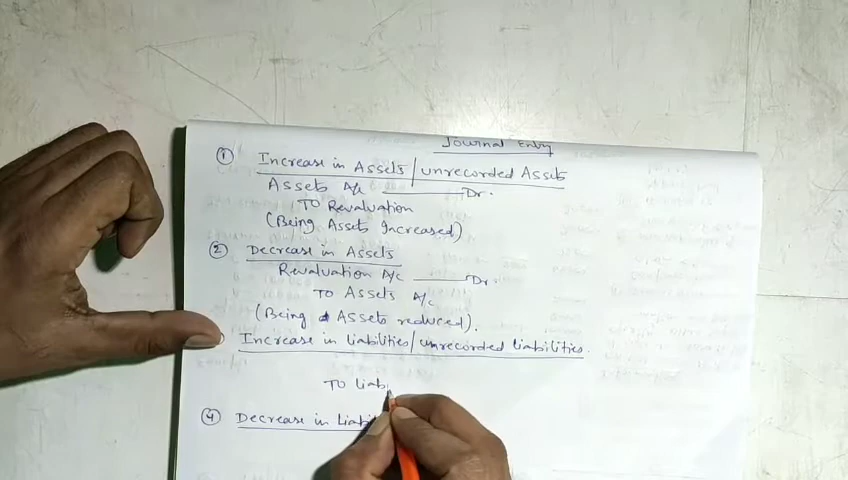 Journal Entry
① Increase in Assets / unrecorded Assets
Assets A/c ———— Dr.
To Revaluation
(Being Assets Increased)
② Decrease in Assets
Revaluation A/c ———— Dr.
To Assets A/c
(Being Assets reduced).
Increase in liabilities / unrecorded liabilities.
To liabi
④ Decrease in Liabi